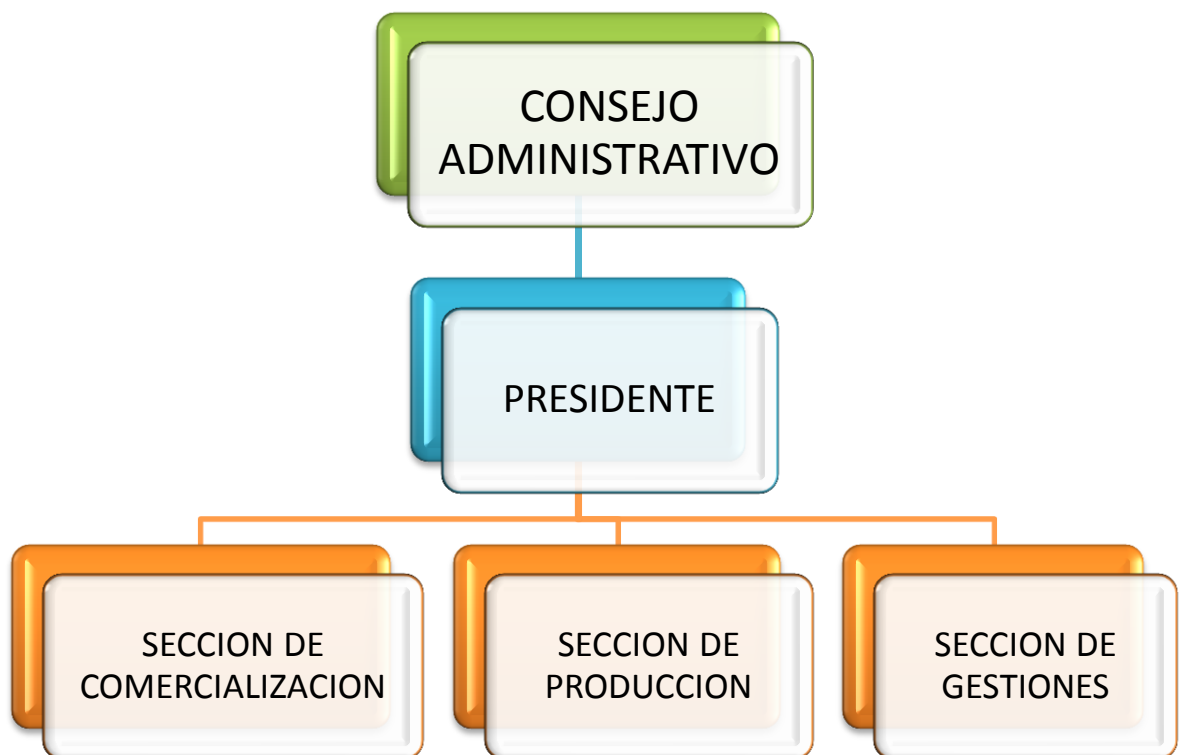 CONSEJO
ADMINISTRATIVO
PRESIDENTE
SECCION DE
COMERCIALIZACION
SECCION DE
PRODUCCION
SECCION DE
GESTIONES